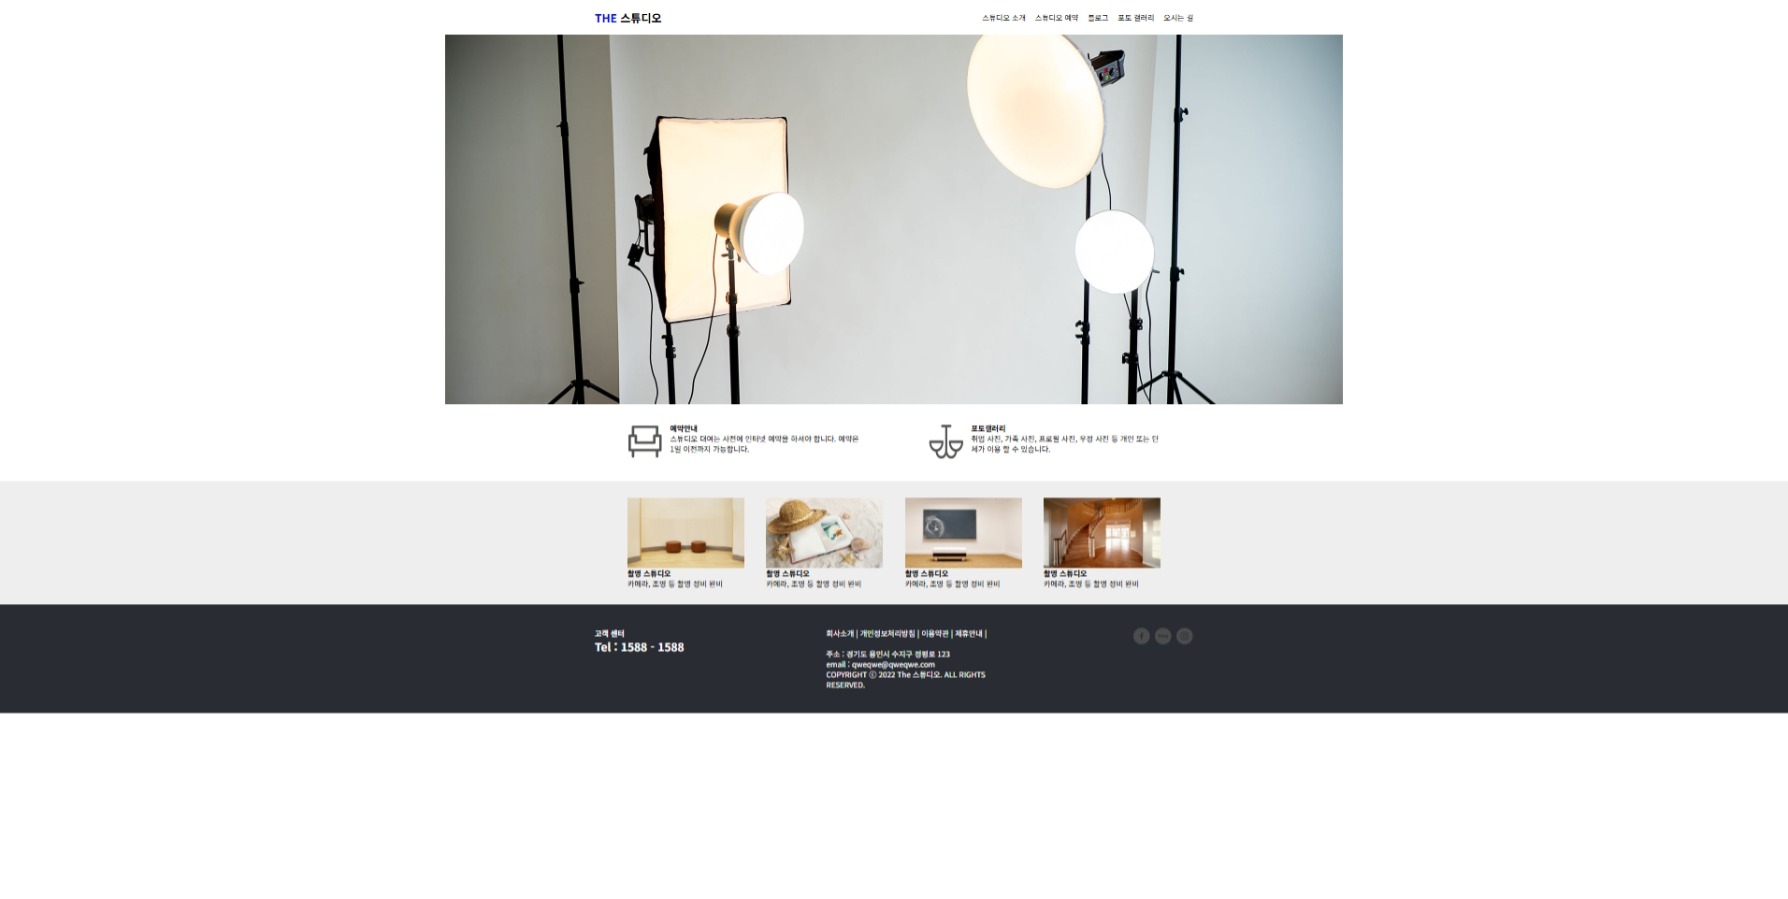 THE 스튜디오
스튜디오 소개 스튜디오 예약 블로그 포토 갤러리 오시는 길
예약안내
스튜디오 대여는 사전에 인터넷 예약을 하셔야 합니다. 예약은
1일 이전까지 가능합니다.
포토갤러리
취업 사진, 가족 사진, 프로필 사진, 우정 사진 등 개인 또는 단
체가 이용 할 수 있습니다.
촬영 스튜디오
카메라, 조명 등 촬영 장비 완비
촬영 스튜디오
카메라, 조명 등 촬영 장비 완비
촬영 스튜디오
카메라, 조명 등 촬영 장비 완비
촬영 스튜디오
카메라, 조명 등 촬영 장비 완비
고객 센터
Tel : 1588 - 1588
회사소개 | 개인정보처리방침 | 이용약관 | 제휴안내 |
주소 : 경기도 용인시 수지구 정평로 123
email : qweqwe@qweqwe.com
COPYRIGHT ⓒ 2022 The 스튜디오. ALL RIGHTS
RESERVED.